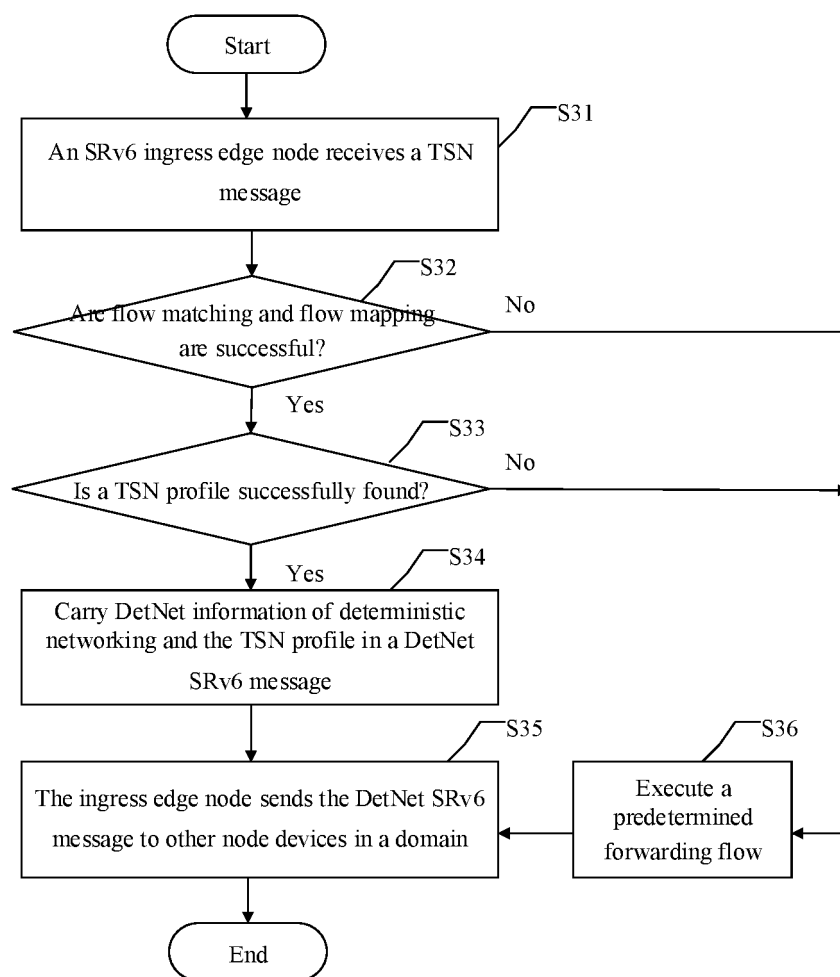 Start
S31
An SRv6 ingress edge node receives a TSN
message
S32
Are flow matching and flow mapping
are successful?
No
Yes
S33
Is a TSN profile successfully found?
No
Yes
S34
Carry DetNet information of deterministic
networking and the TSN profile in a DetNet
SRv6 message
S35
The ingress edge node sends the DetNet SRv6
message to other node devices in a domain
S36
Execute a
predetermined
forwarding flow
End